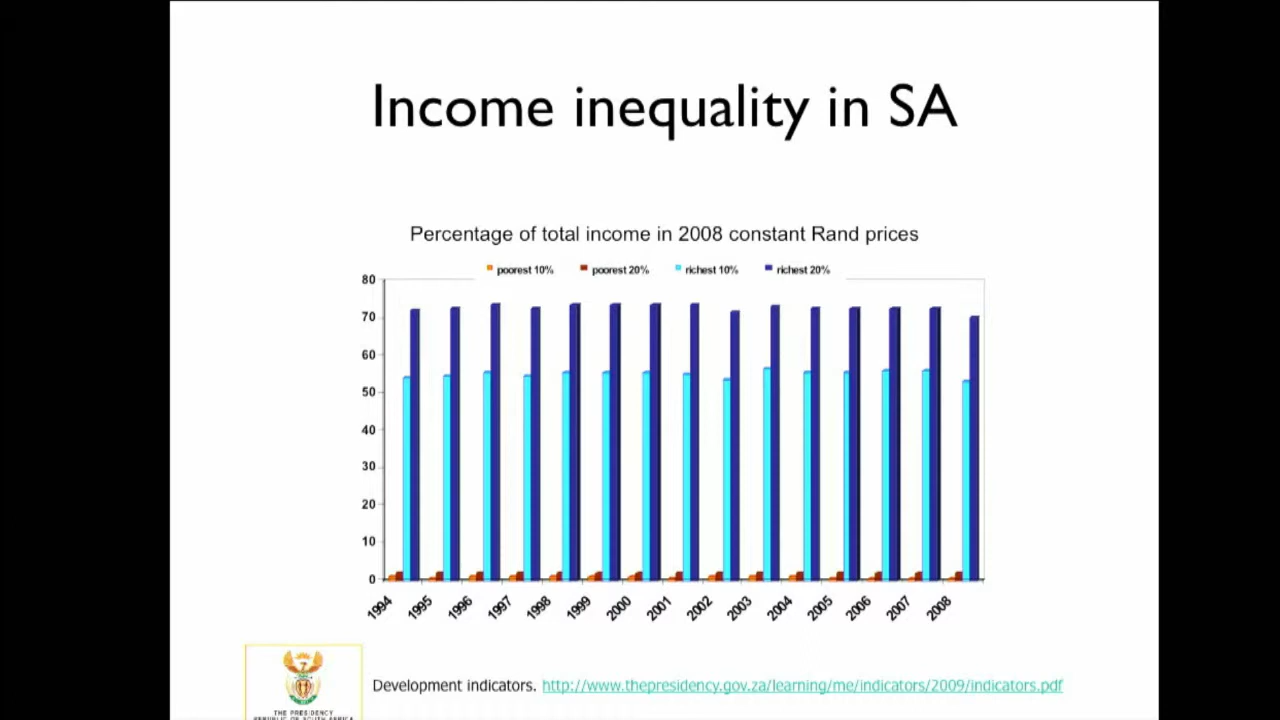 Income inequality in SA
Percentage of total income in 2008 constant Rand prices
poorest 10% poorest 20% richest 10% richest 20%
80
70
60
50
40
30
20
10
0
1994 1995 1996 1997 1998 1999 2000 2001 2002 2003 2004 2005 2006 2007 2008
Development indicators. http://www.thepresidency.gov.za/learning/me/indicators/2009/indicators.pdf
THE PRESIDENCY
REPUBLIC OF SOUTH AFRICA